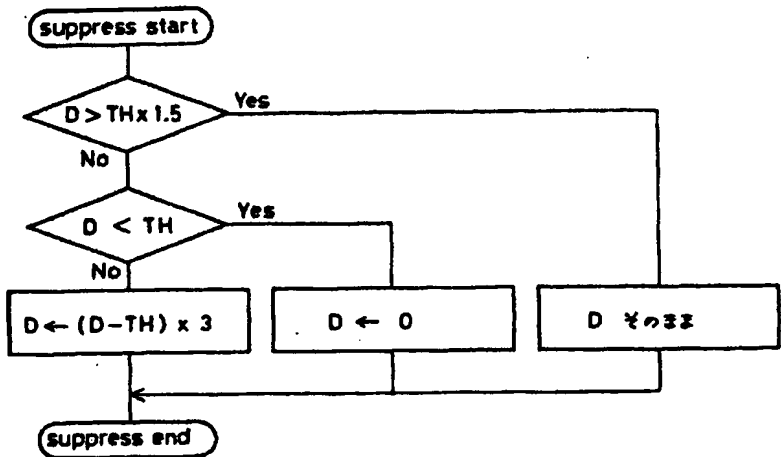 suppress start
D > TH x 1.5
Yes
No
D < TH
Yes
No
D ← (D-TH) x 3
D ← 0
D そのまま
suppress end